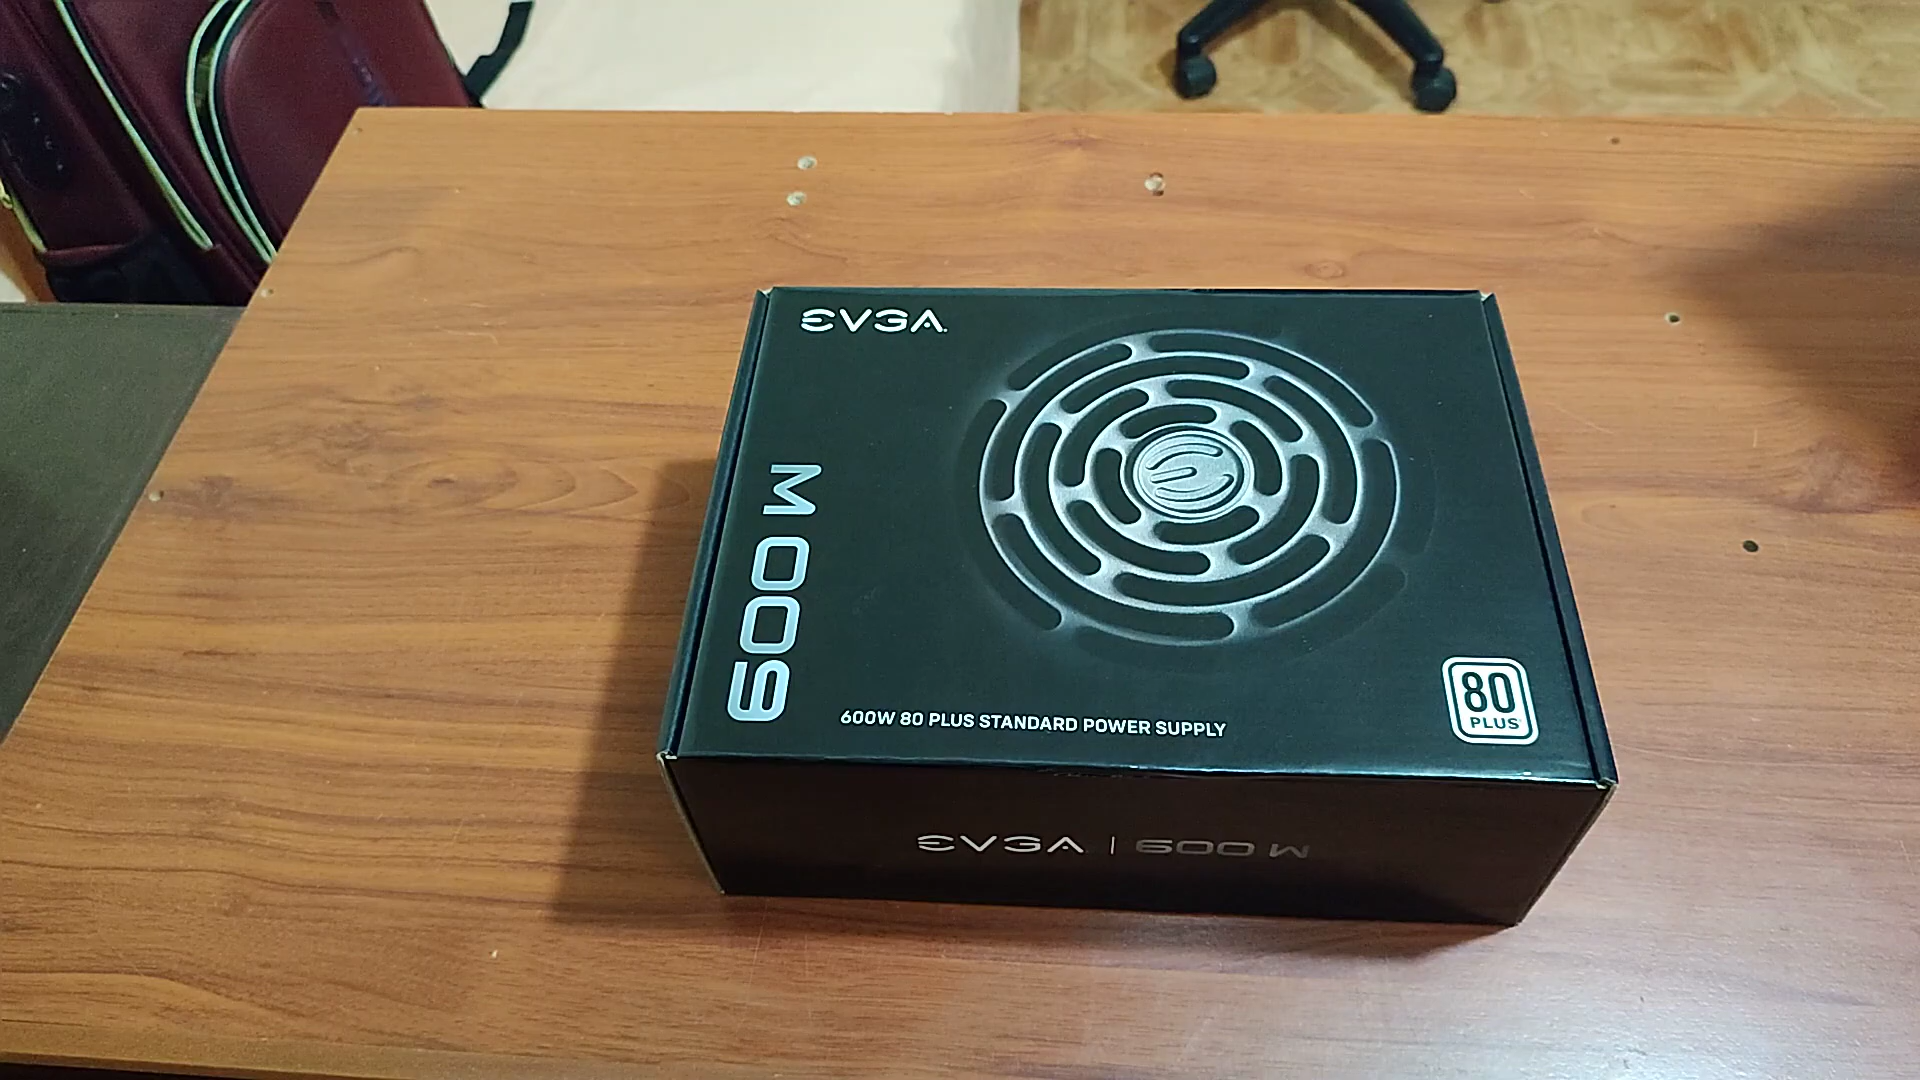 EVGA
600 W
600W 80 PLUS STANDARD POWER SUPPLY
80
PLUS
EVGA | 600 W